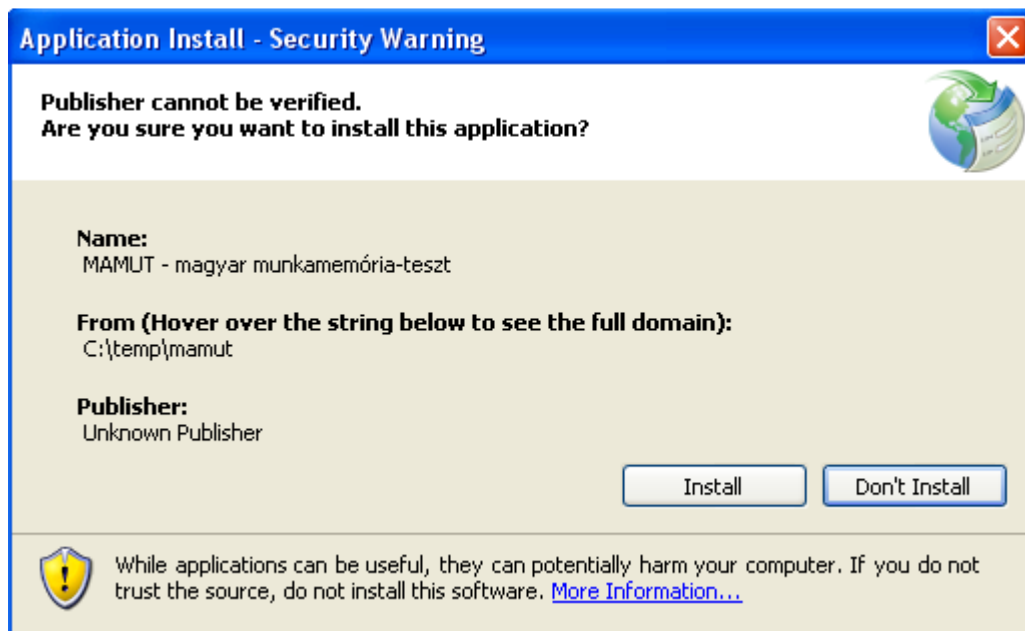 Application Install - Security Warning
Publisher cannot be verified.
Are you sure you want to install this application?
Name:
MAMUT - magyar munkamemória-teszt
From (Hover over the string below to see the full domain):
C:\temp\mamut
Publisher:
Unknown Publisher
Install
Don't Install
While applications can be useful, they can potentially harm your computer. If you do not
trust the source, do not install this software. More Information...